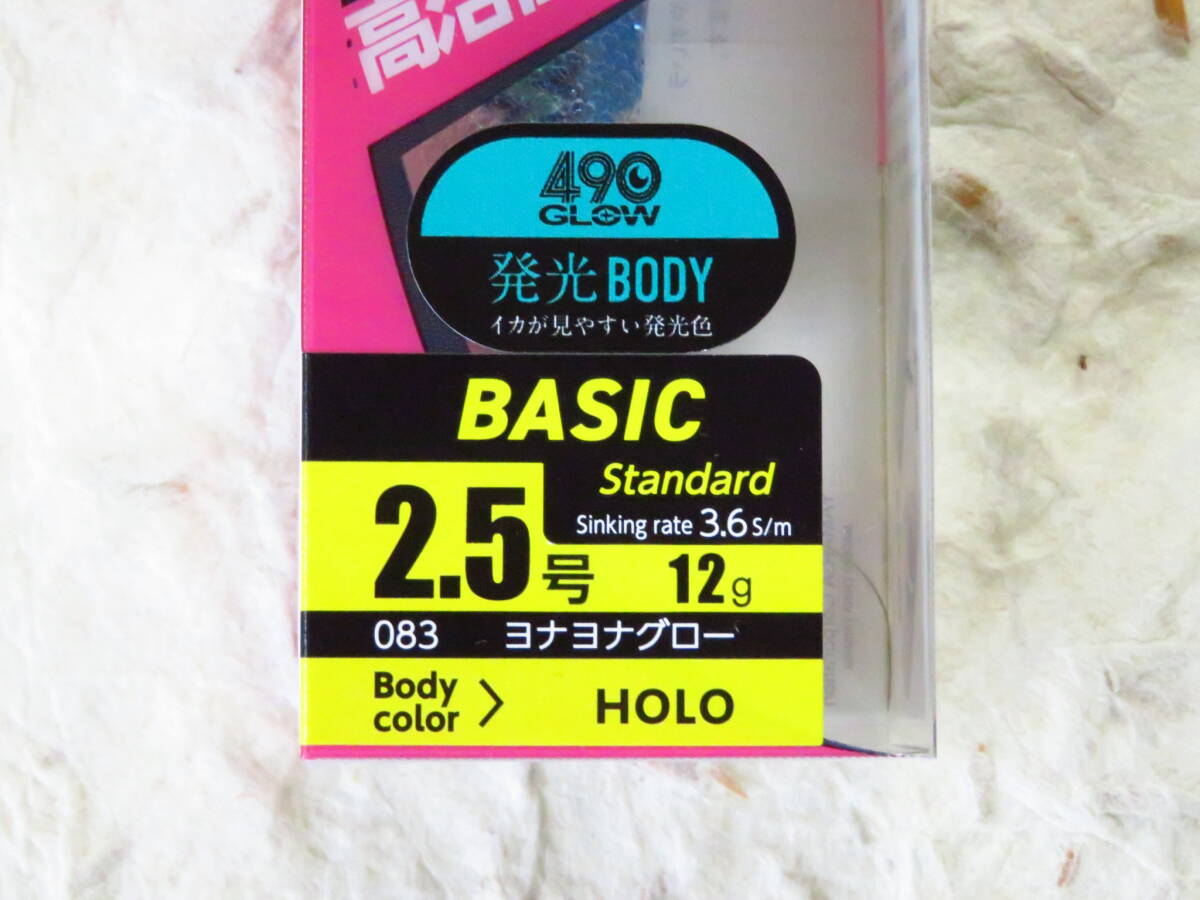 490
GLOW
発光BODY
イカが見やすい発光色
BASIC
Standard
Sinking rate 3.6 S/m
2.5号 12g
083 ヨナヨナグロー
Body color > HOLO